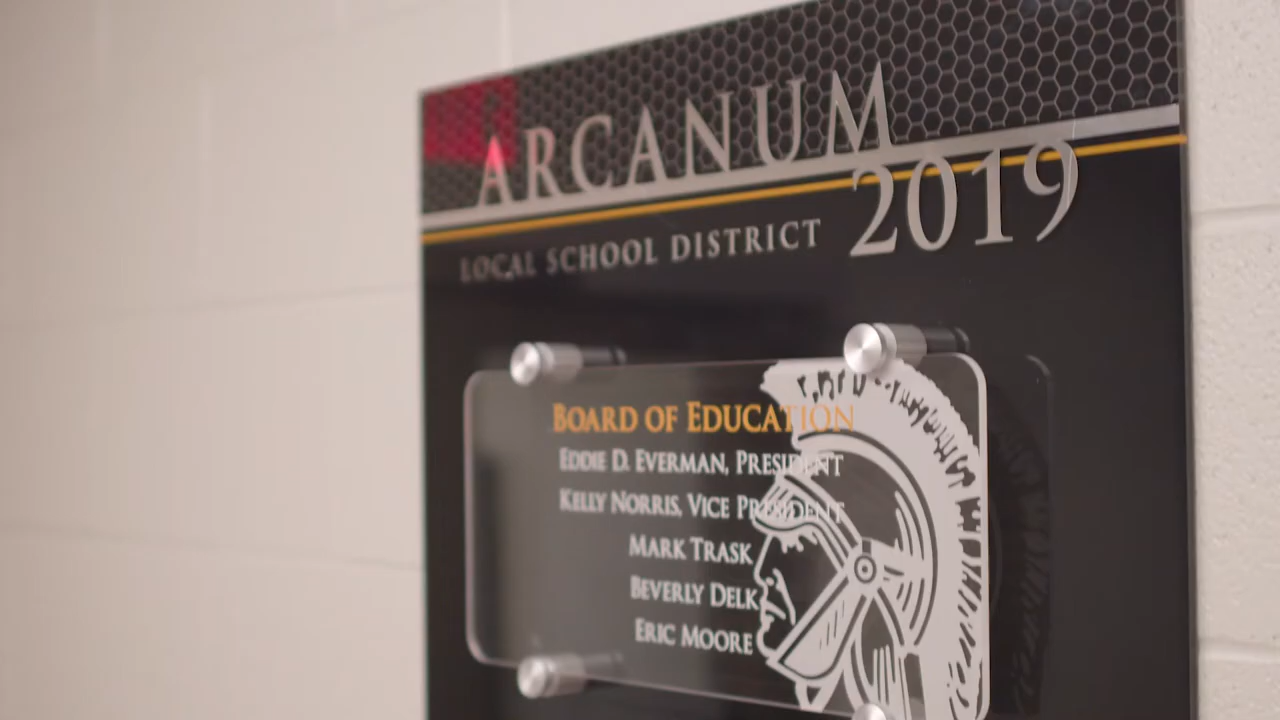 ARCANUM
2019
LOCAL SCHOOL DISTRICT
BOARD OF EDUCATION
EDDIE D. EVERMAN, PRESIDENT
KELLY NORRIS, VICE PRESIDENT
MARK TRASK
BEVERLY DELK
ERIC MOORE